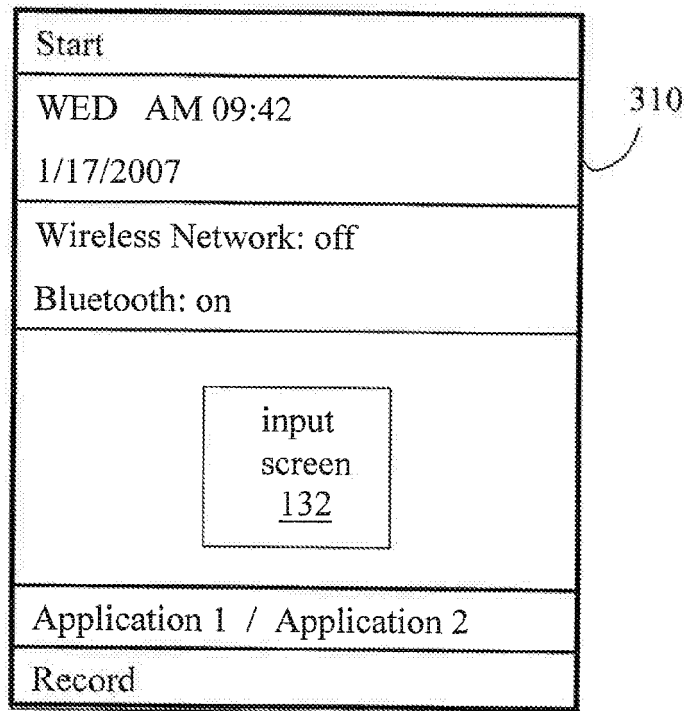 Start
WED AM 09:42
1/17/2007
310
Wireless Network: off
Bluetooth: on
input
screen
132
Application 1 / Application 2
Record